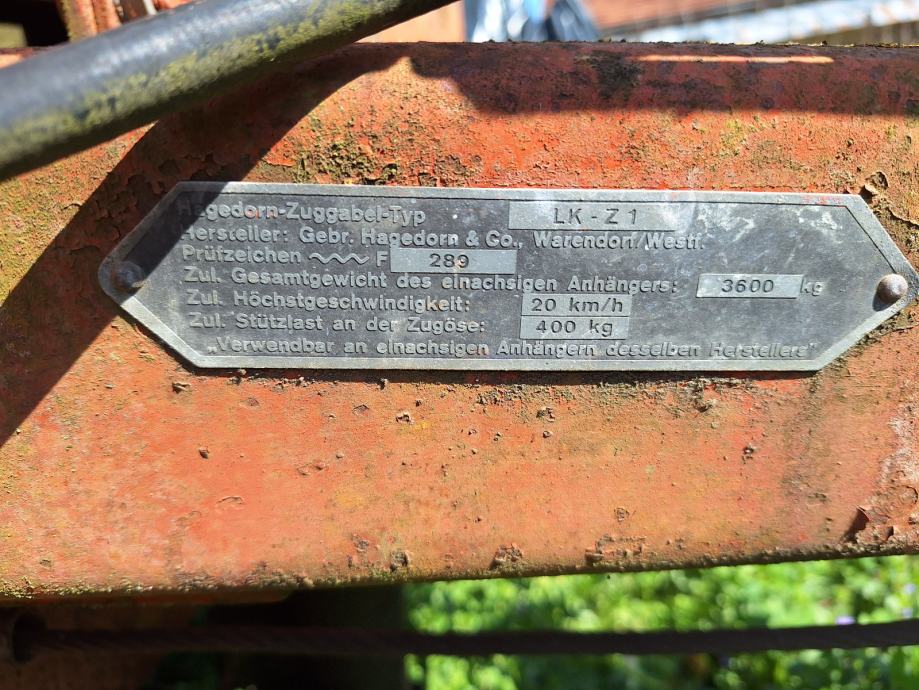 Hagedorn-Zuggabel-Typ LK-Z1
Hersteller: Gebr. Hagedorn & Co., Warendorf/Westf.
Prüfzeichen 〰 F 289
Zul. Gesamtgewicht des einachsigen Anhängers: 3600 kg
Zul. Höchstgeschwindigkeit: 20 km/h
Zul. Stützlast an der Zugöse: 400 kg
„Verwendbar an einachsigen Anhängern desselben Herstellers"